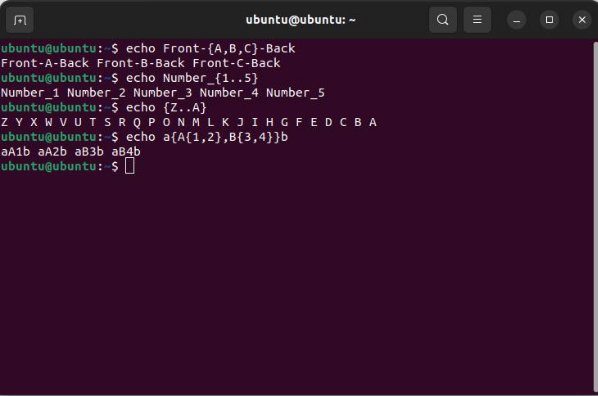 ubuntu@ubuntu: ~
ubuntu@ubuntu:~$ echo Front-{A,B,C}-Back
Front-A-Back Front-B-Back Front-C-Back
ubuntu@ubuntu:~$ echo Number_{1..5}
Number_1 Number_2 Number_3 Number_4 Number_5
ubuntu@ubuntu:~$ echo {Z..A}
Z Y X W V U T S R Q P O N M L K J I H G F E D C B A
ubuntu@ubuntu:~$ echo a{A{1,2},B{3,4}}b
aA1b aA2b aB3b aB4b
ubuntu@ubuntu:~$